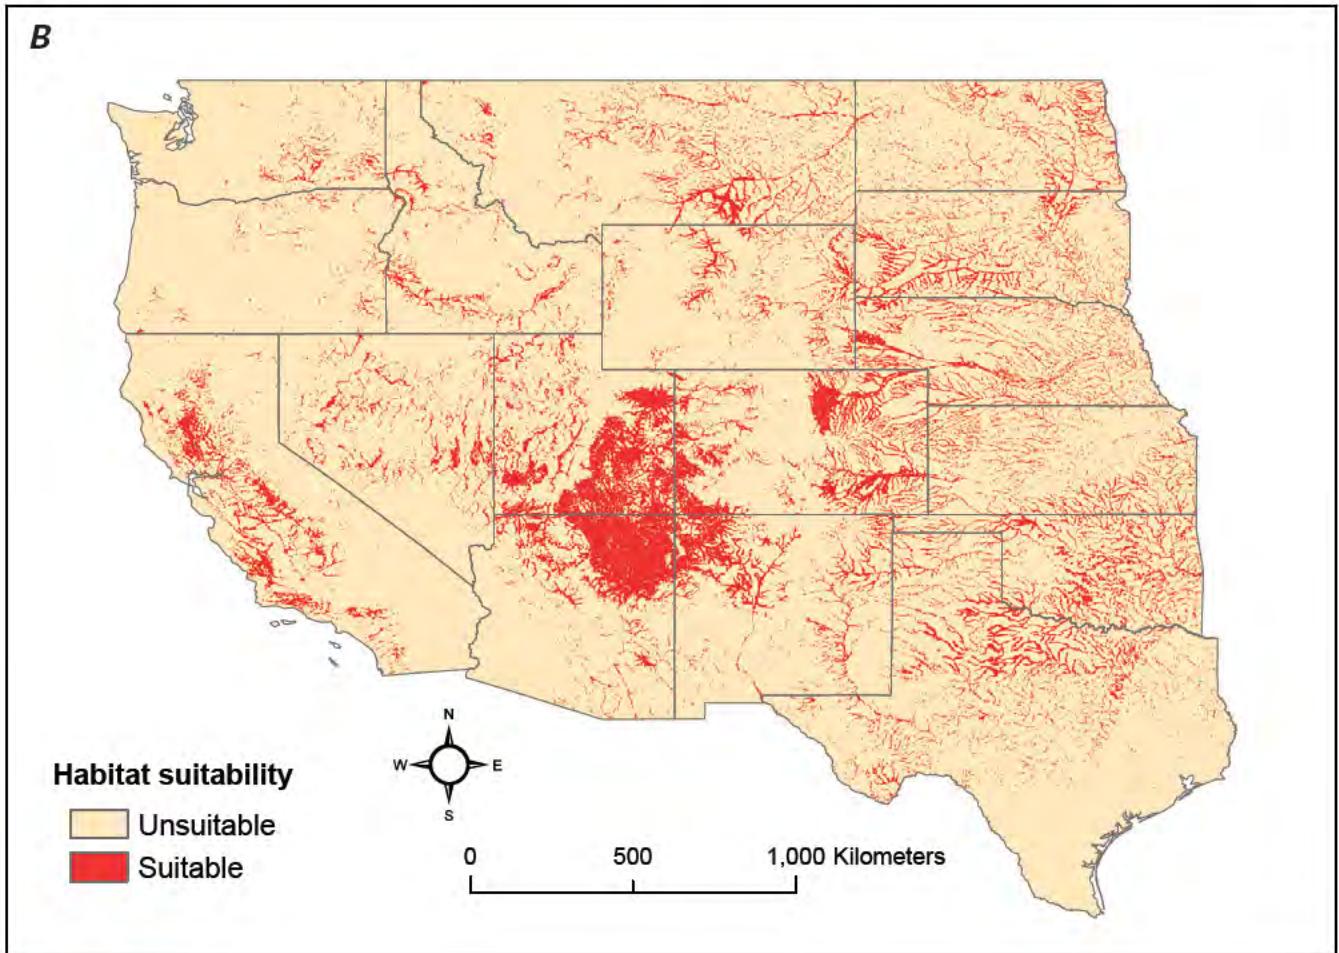 B
N
W E
S
Habitat suitability
Unsuitable
Suitable
0 500 1,000 Kilometers